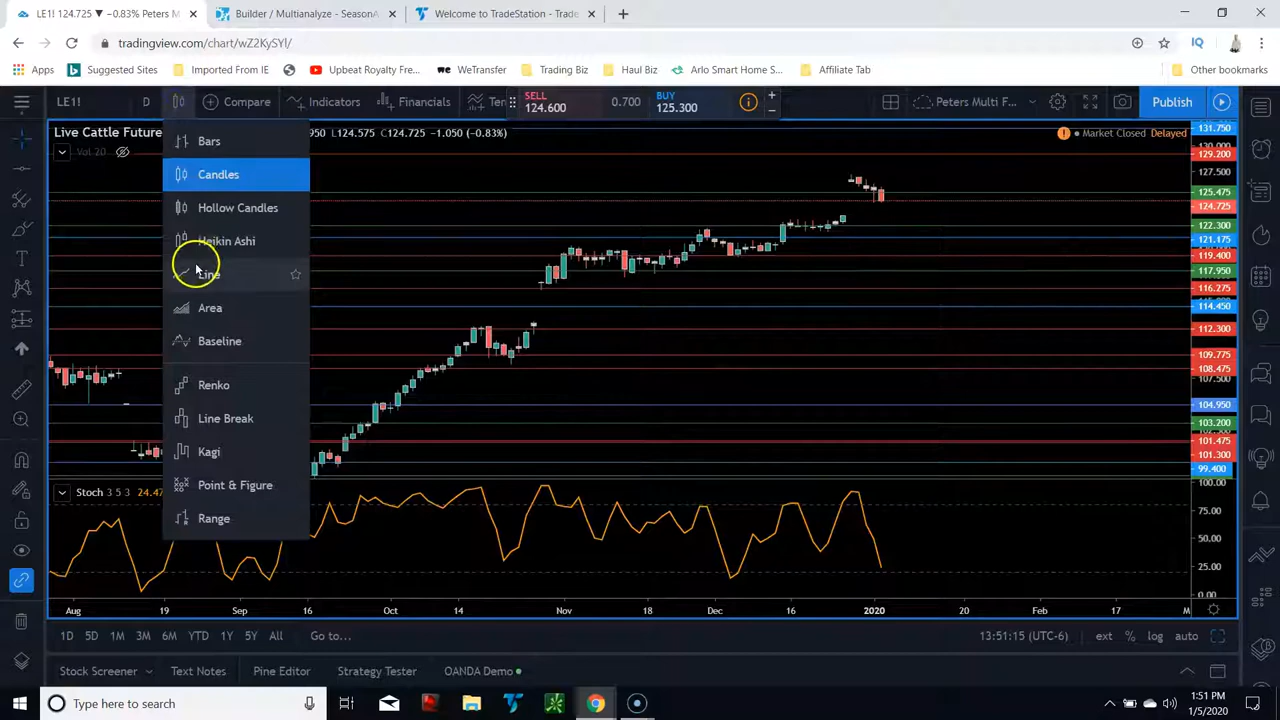 LE1! 124.725 ▼ −0.83% Peters M
Builder / Multianalyze - SeasonA
Welcome to TradeStation - Trade
tradingview.com/chart/wZ2KySYl/
Apps
Suggested Sites
Imported From IE
Upbeat Royalty Fre...
WeTransfer
Trading Biz
Haul Biz
Arlo Smart Home S...
Affiliate Tab
Other bookmarks
LE1!
D
Compare
Indicators
Financials
SELL
124.600
0.700
BUY
125.300
Peters Multi F...
Publish
Live Cattle Future
L124.575 C124.725 −1.050 (−0.83%)
Market Closed Delayed
Vol 20
Bars
Candles
Hollow Candles
Heikin Ashi
Line
Area
Baseline
Renko
Line Break
Kagi
Point & Figure
Range
131.750
129.200
127.500
125.475
124.725
122.300
121.175
119.400
117.950
116.275
114.450
112.300
109.775
108.475
107.500
104.950
103.200
101.475
101.300
99.400
Stoch 3 5 3
100.00
75.00
50.00
25.00
0.00
Aug 19 Sep 16 Oct 14 Nov 18 Dec 16 2020 20 Feb 17 M
1D 5D 1M 3M 6M YTD 1Y 5Y All Go to...
13:51:15 (UTC-6) ext % log auto
Stock Screener Text Notes Pine Editor Strategy Tester OANDA Demo
Type here to search
1:51 PM
1/5/2020